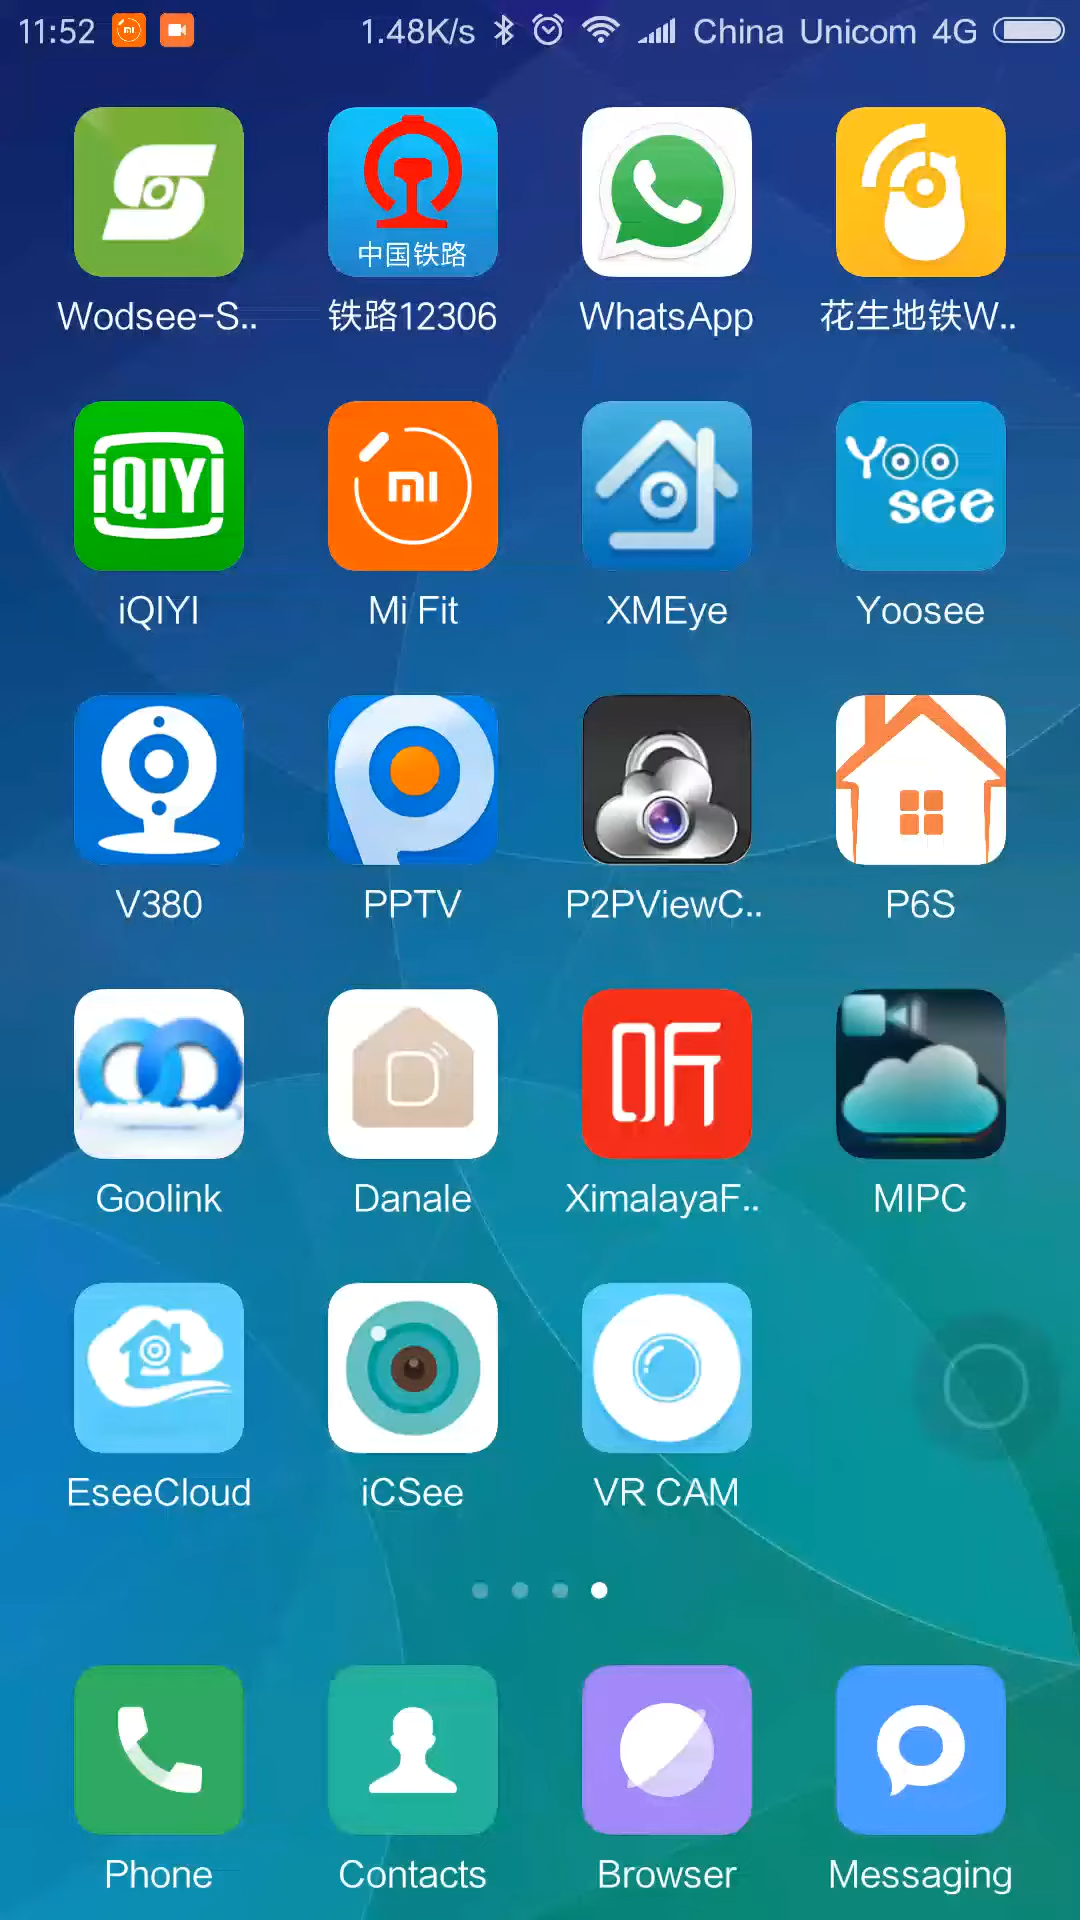 11:52 1.48K/s China Unicom 4G
中国铁路
Wodsee-S.. 铁路12306 WhatsApp 花生地铁W..
iQIYI mi Yoo see
iQIYI Mi Fit XMEye Yoosee
V380 PPTV P2PViewC.. P6S
听
Goolink Danale XimalayaF.. MIPC
EseeCloud iCSee VR CAM
Phone Contacts Browser Messaging